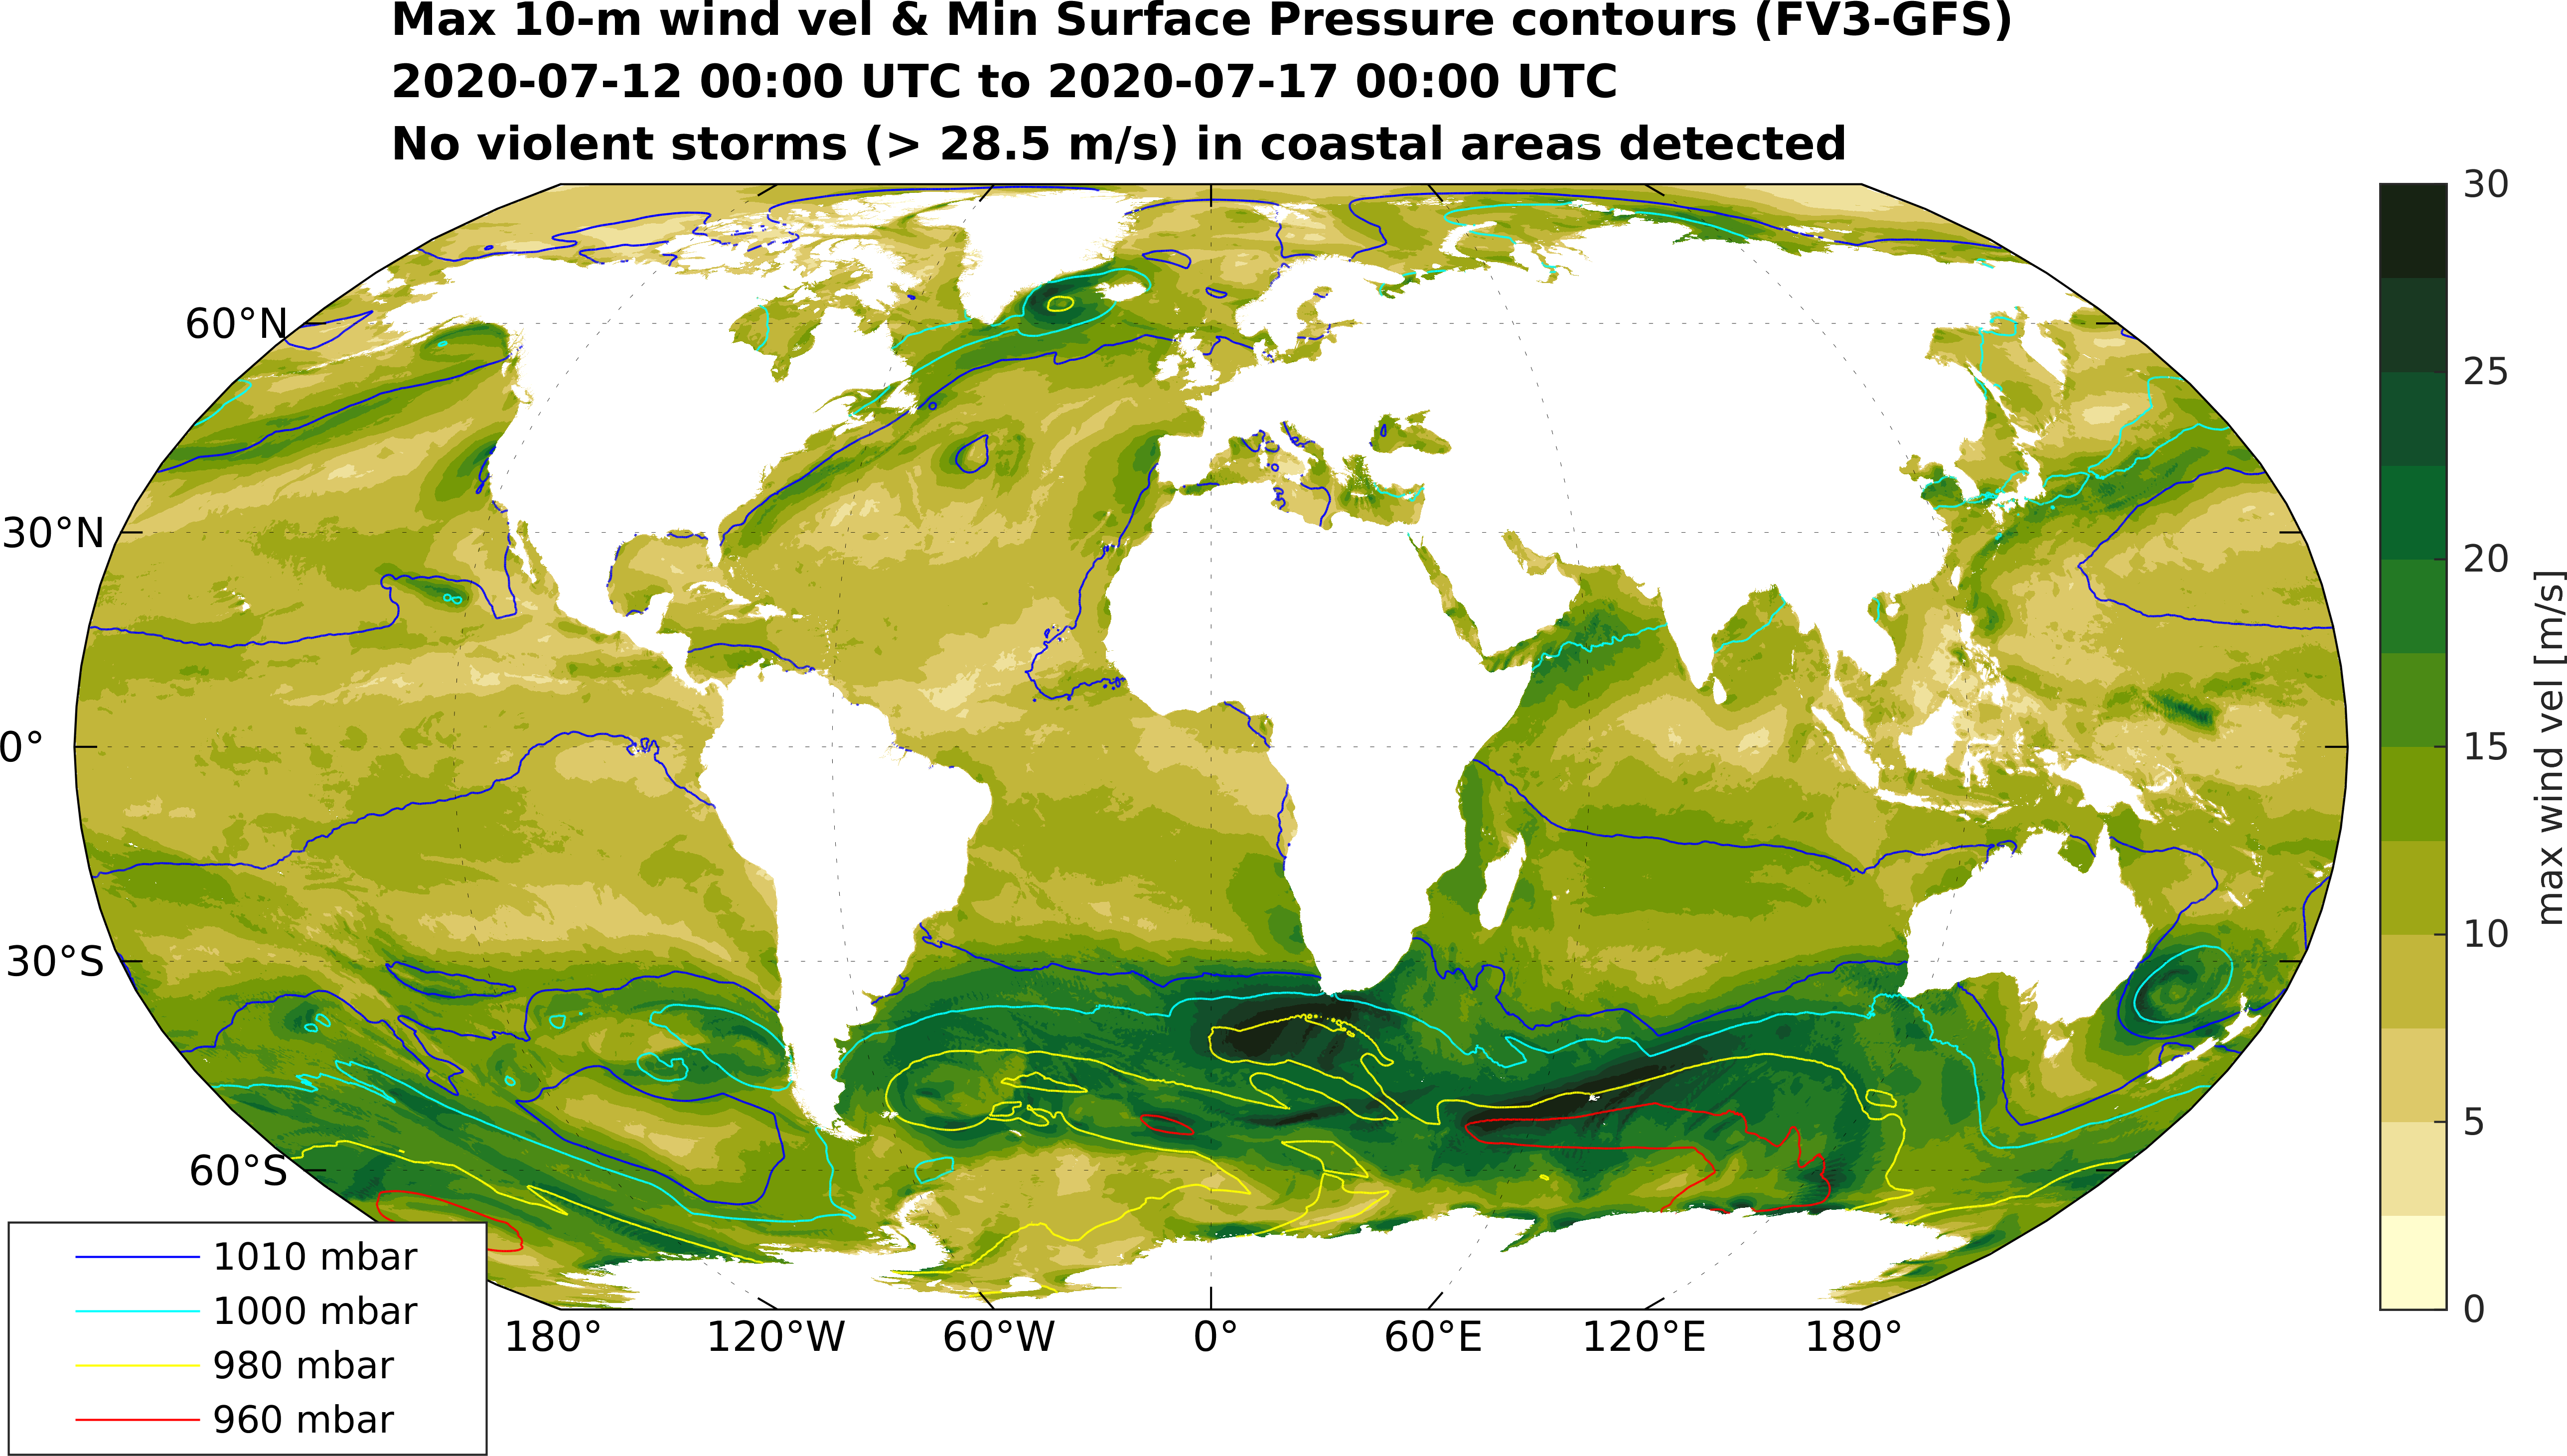 Max 10-m wind vel & Min Surface Pressure contours (FV3-GFS)
2020-07-12 00:00 UTC to 2020-07-17 00:00 UTC
No violent storms (> 28.5 m/s) in coastal areas detected
60°N
30°N
0°
30°S
60°S
180°
120°W
60°W
0°
60°E
120°E
180°
1010 mbar
1000 mbar
980 mbar
960 mbar
30
25
20
15
10
5
0
max wind vel [m/s]